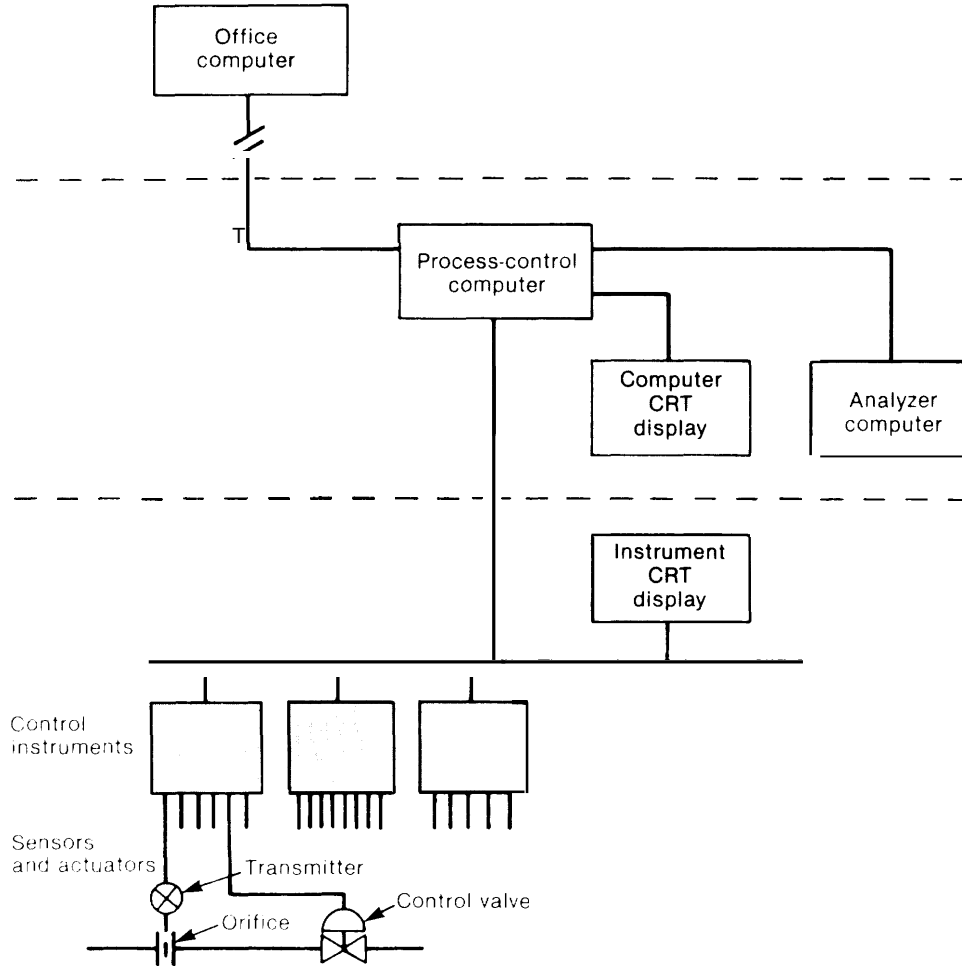 Office
computer
T
Process-control
computer
Computer
CRT
display
Analyzer
computer
Instrument
CRT
display
Control
instruments
Sensors
and actuators
Transmitter
Control valve
Orifice